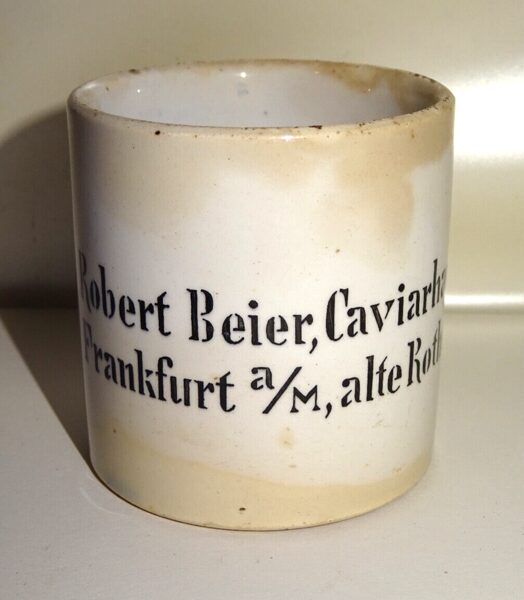 Robert Beier, Caviarh
Frankfurt a/M, alte Roth